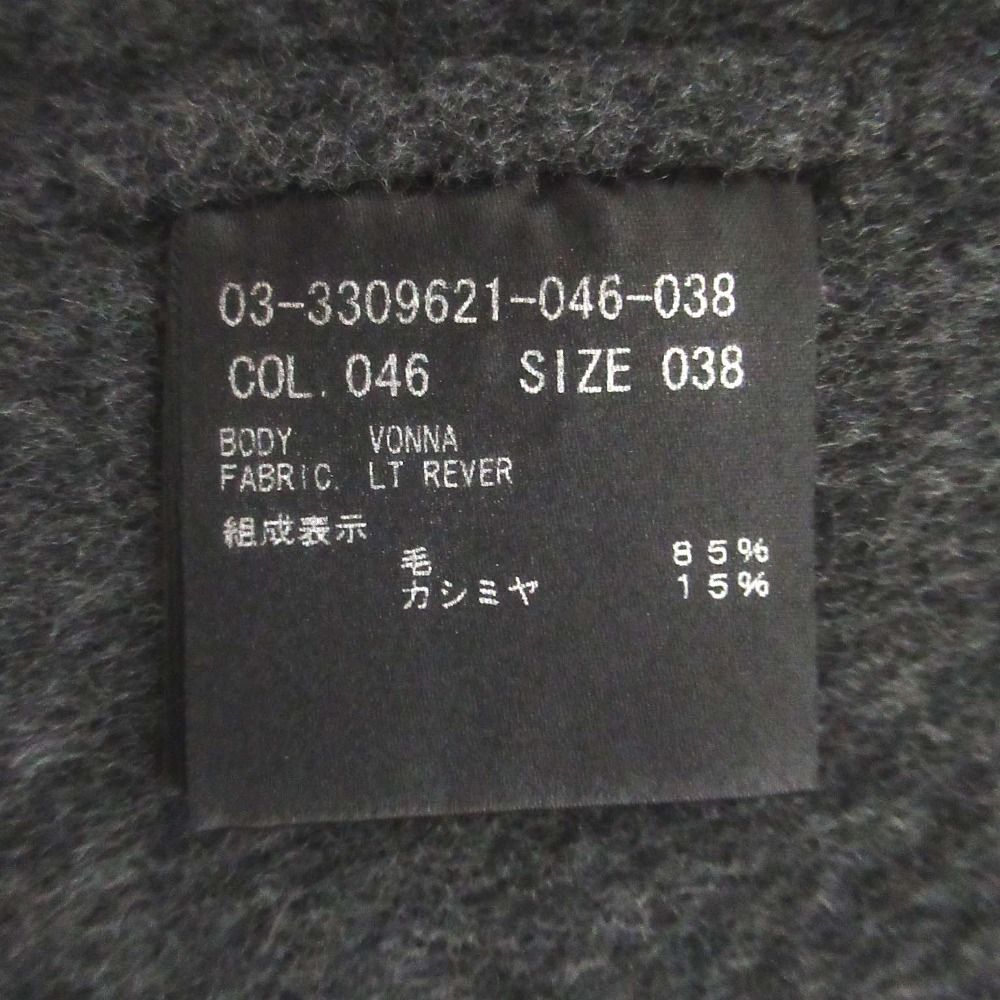 03-3309621-046-038
COL. 046 SIZE 038
BODY. VONNA
FABRIC. LT REVER
組成表示
毛 85%
カシミヤ 15%